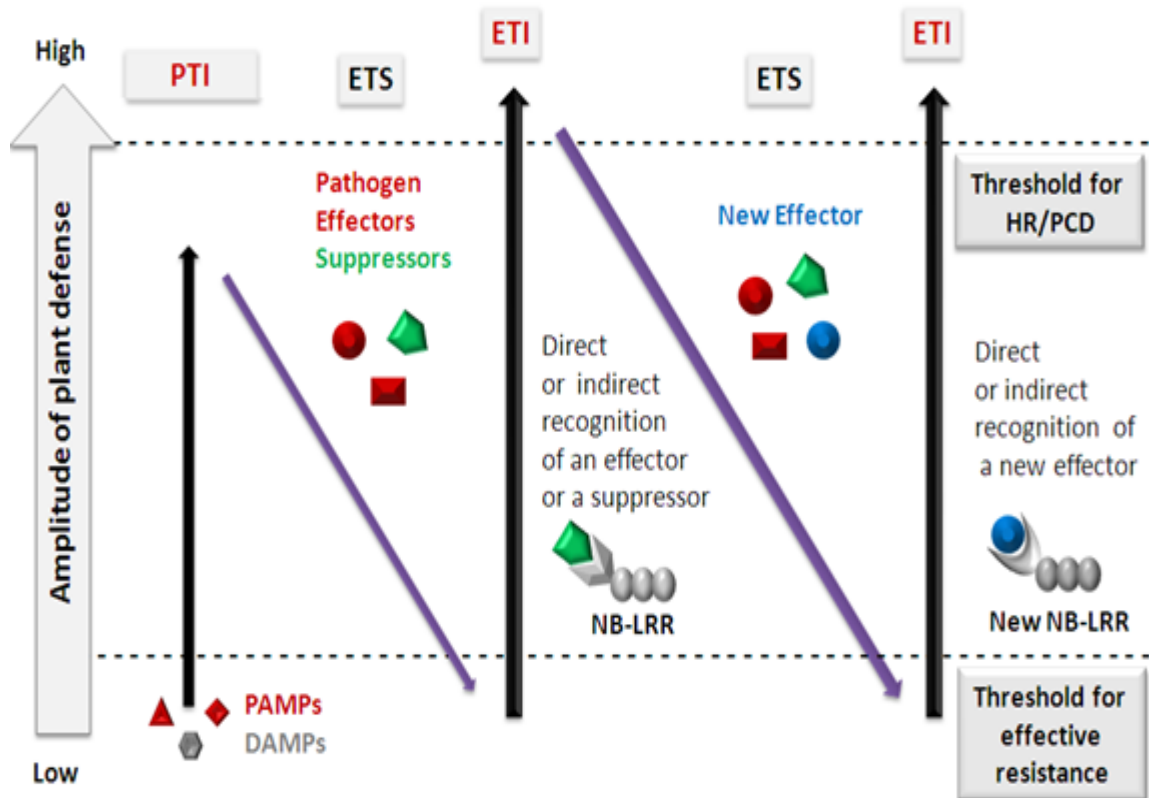 High
PTI
ETS
ETI
ETS
ETI
Amplitude of plant defense
Pathogen
Effectors
Suppressors
New Effector
Threshold for
HR/PCD
Direct
or indirect
recognition
of an effector
or a suppressor
NB-LRR
Direct
or indirect
recognition of
a new effector
New NB-LRR
PAMPs
DAMPs
Threshold for
effective
resistance
Low